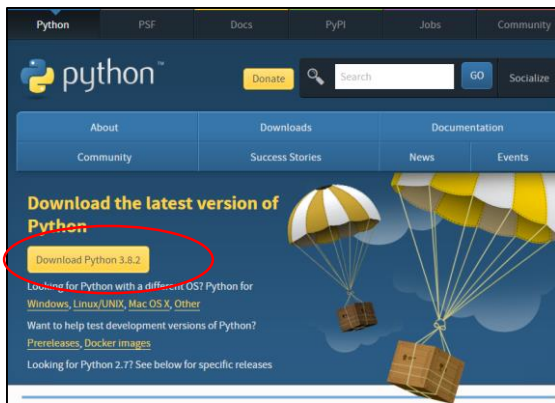 Python PSF Docs PyPI Jobs Community
python™ Donate Search GO Socialize
About Downloads Documentation
Community Success Stories News Events
Download the latest version of
Python
Download Python 3.8.2
Looking for Python with a different OS? Python for
Windows, Linux/UNIX, Mac OS X, Other
Want to help test development versions of Python?
Prereleases, Docker images
Looking for Python 2.7? See below for specific releases